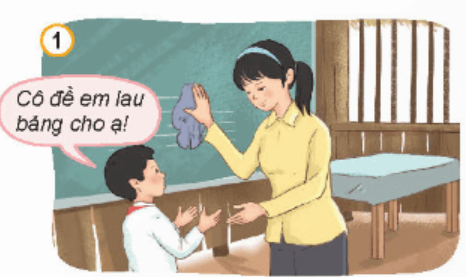 1
Cô để em lau
bảng cho ạ!